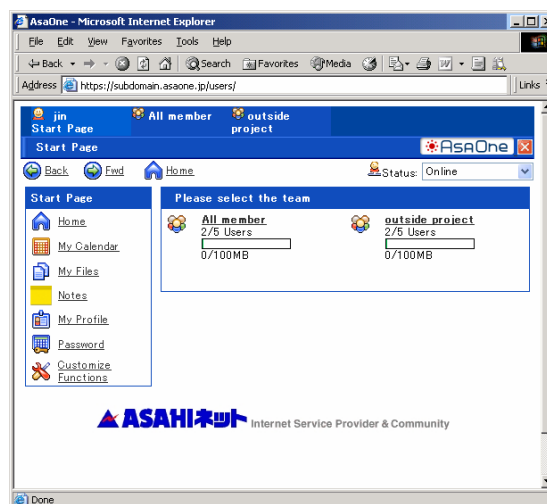 AsaOne - Microsoft Internet Explorer
File Edit View Favorites Tools Help
Back Search Favorites Media
Address https://subdomain.asaone.jp/users/ Links
jin
Start Page
All member
outside
project
Start Page
AsaOne
Back Fwd Home Status: Online
Start Page
Home
My Calendar
My Files
Notes
My Profile
Password
Customize
Functions
Please select the team
All member
2/5 Users
0/100MB
outside project
2/5 Users
0/100MB
ASAHIネット Internet Service Provider & Community
Done